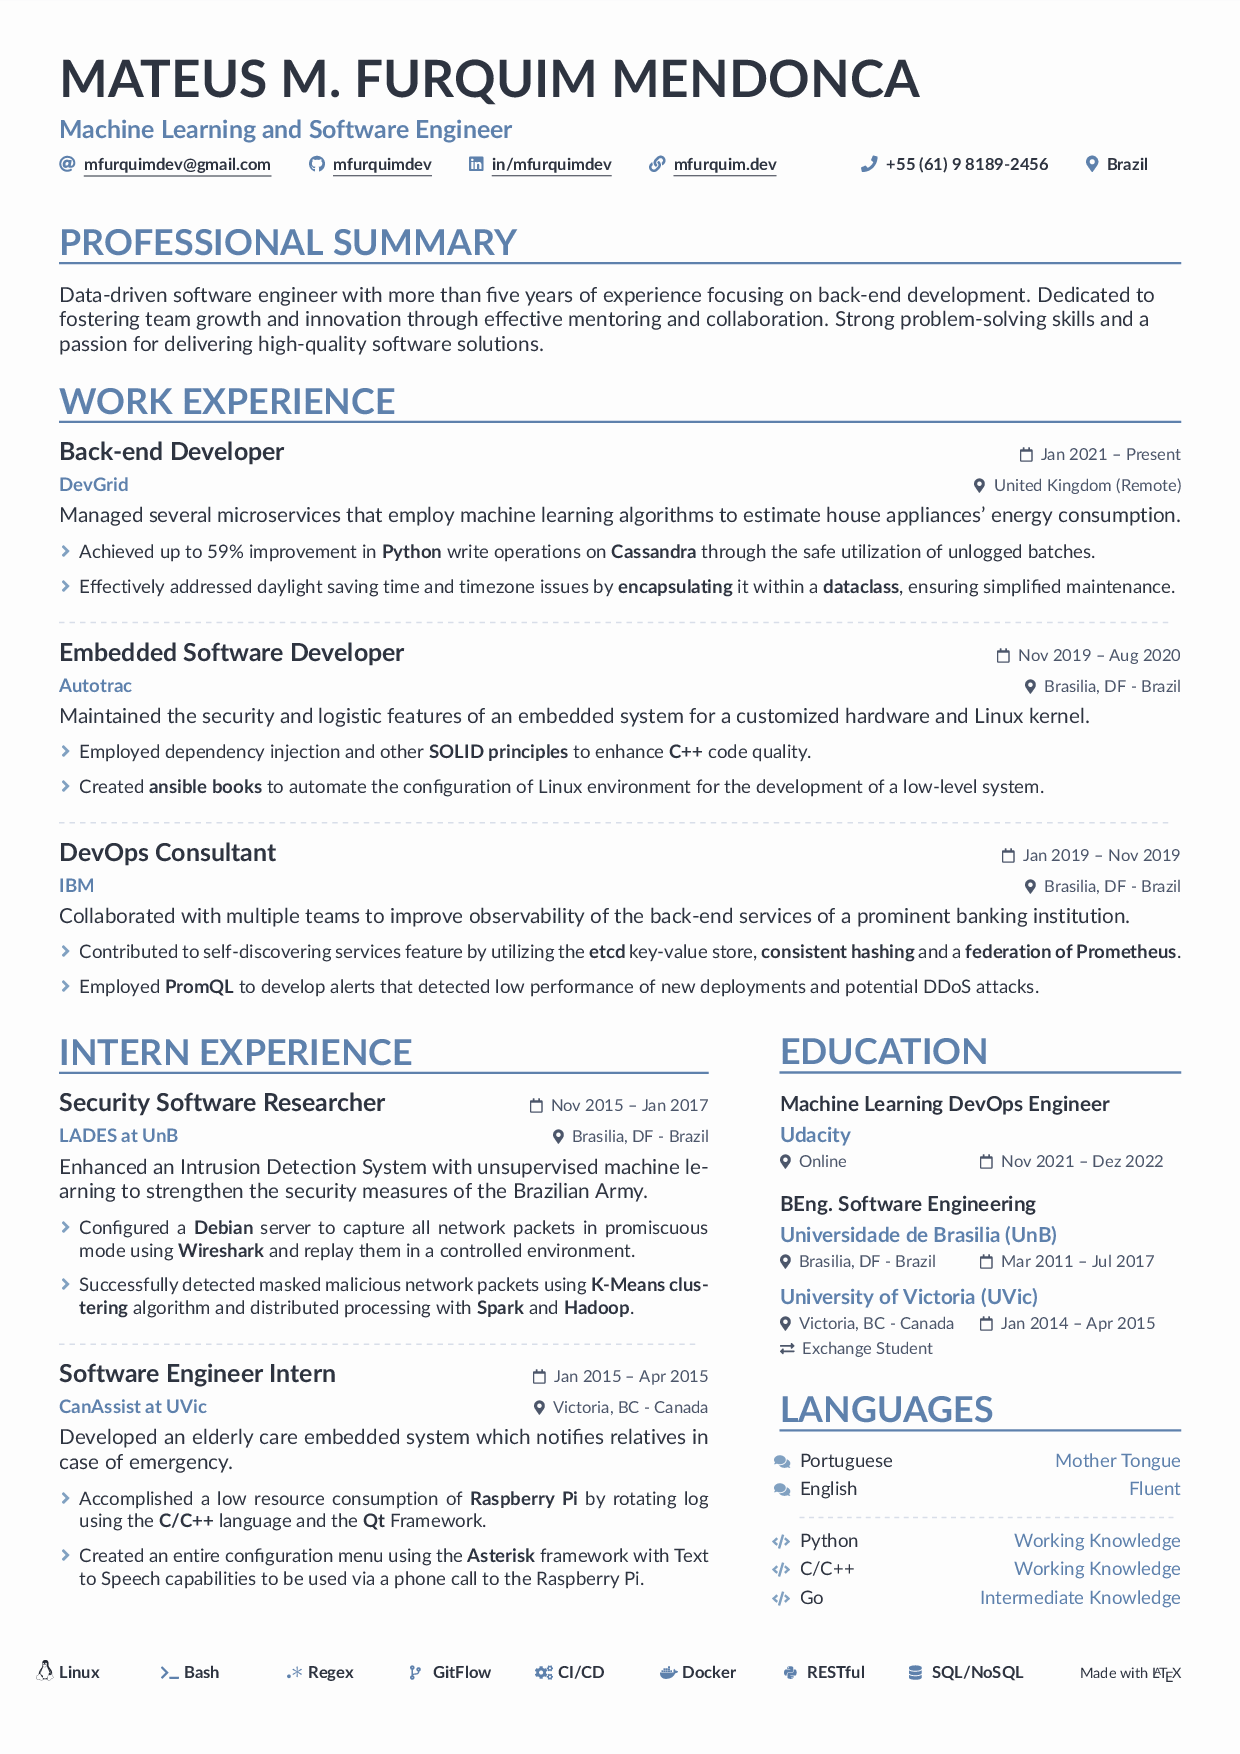 MATEUS M. FURQUIM MENDONCA
Machine Learning and Software Engineer
mfurquimdev@gmail.com mfurquimdev in/mfurquimdev mfurquim.dev +55 (61) 9 8189-2456 Brazil
PROFESSIONAL SUMMARY
Data-driven software engineer with more than five years of experience focusing on back-end development. Dedicated to
fostering team growth and innovation through effective mentoring and collaboration. Strong problem-solving skills and a
passion for delivering high-quality software solutions.
WORK EXPERIENCE
Back-end Developer Jan 2021 – Present
DevGrid United Kingdom (Remote)
Managed several microservices that employ machine learning algorithms to estimate house appliances’ energy consumption.
Achieved up to 59% improvement in Python write operations on Cassandra through the safe utilization of unlogged batches.
Effectively addressed daylight saving time and timezone issues by encapsulating it within a dataclass, ensuring simplified maintenance.
Embedded Software Developer Nov 2019 – Aug 2020
Autotrac Brasilia, DF - Brazil
Maintained the security and logistic features of an embedded system for a customized hardware and Linux kernel.
Employed dependency injection and other SOLID principles to enhance C++ code quality.
Created ansible books to automate the configuration of Linux environment for the development of a low-level system.
DevOps Consultant Jan 2019 – Nov 2019
IBM Brasilia, DF - Brazil
Collaborated with multiple teams to improve observability of the back-end services of a prominent banking institution.
Contributed to self-discovering services feature by utilizing the etcd key-value store, consistent hashing and a federation of Prometheus.
Employed PromQL to develop alerts that detected low performance of new deployments and potential DDoS attacks.
INTERN EXPERIENCE
Security Software Researcher Nov 2015 – Jan 2017
LADES at UnB Brasilia, DF - Brazil
Enhanced an Intrusion Detection System with unsupervised machine le-
arning to strengthen the security measures of the Brazilian Army.
Configured a Debian server to capture all network packets in promiscuous
mode using Wireshark and replay them in a controlled environment.
Successfully detected masked malicious network packets using K-Means clus-
tering algorithm and distributed processing with Spark and Hadoop.
Software Engineer Intern Jan 2015 – Apr 2015
CanAssist at UVic Victoria, BC - Canada
Developed an elderly care embedded system which notifies relatives in
case of emergency.
Accomplished a low resource consumption of Raspberry Pi by rotating log
using the C/C++ language and the Qt Framework.
Created an entire configuration menu using the Asterisk framework with Text
to Speech capabilities to be used via a phone call to the Raspberry Pi.
EDUCATION
Machine Learning DevOps Engineer
Udacity
Online Nov 2021 – Dez 2022
BEng. Software Engineering
Universidade de Brasilia (UnB)
Brasilia, DF - Brazil Mar 2011 – Jul 2017
University of Victoria (UVic)
Victoria, BC - Canada Jan 2014 – Apr 2015
Exchange Student
LANGUAGES
Portuguese Mother Tongue
English Fluent
Python Working Knowledge
C/C++ Working Knowledge
Go Intermediate Knowledge
Linux Bash Regex GitFlow CI/CD Docker RESTful SQL/NoSQL Made with LATEX